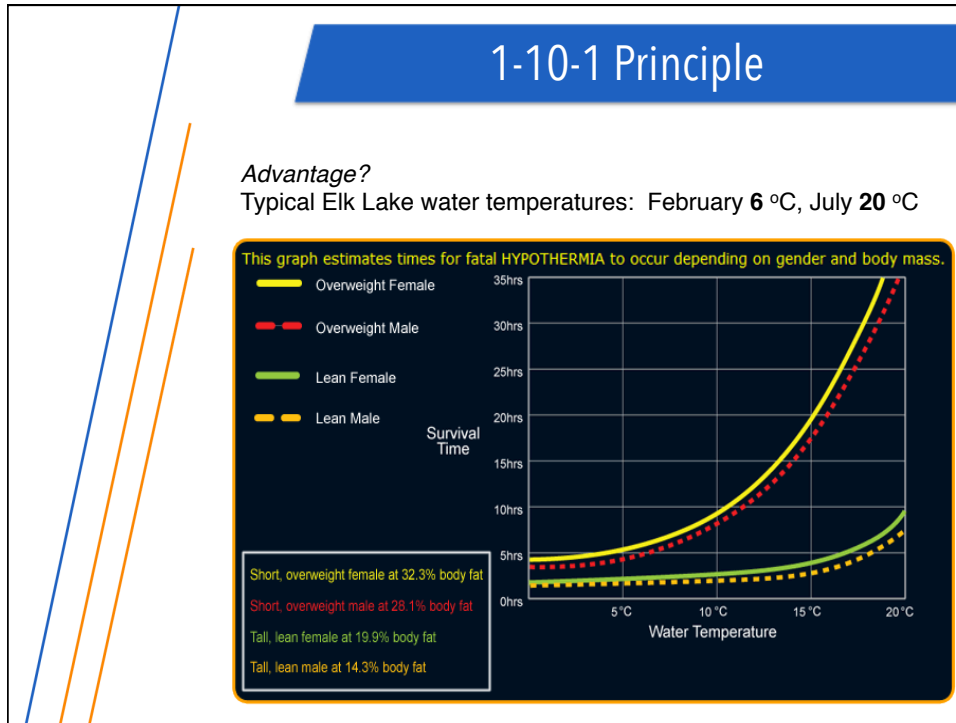 1-10-1 Principle
Advantage?
Typical Elk Lake water temperatures:  February 6 ºC, July 20 ºC
This graph estimates times for fatal HYPOTHERMIA to occur depending on gender and body mass.
Overweight Female
Overweight Male
Lean Female
Lean Male
Survival
Time
35hrs
30hrs
25hrs
20hrs
15hrs
10hrs
5hrs
0hrs
5°C
10°C
15°C
20°C
Water Temperature
Short, overweight female at 32.3% body fat
Short, overweight male at 28.1% body fat
Tall, lean female at 19.9% body fat
Tall, lean male at 14.3% body fat